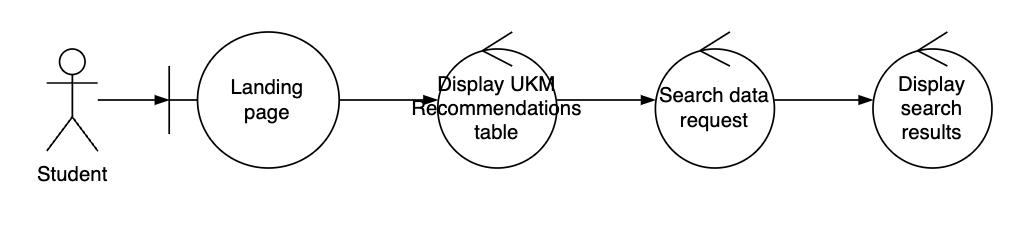 Student
Landing
page
Display UKM
Recommendations
table
Search data
request
Display
search
results